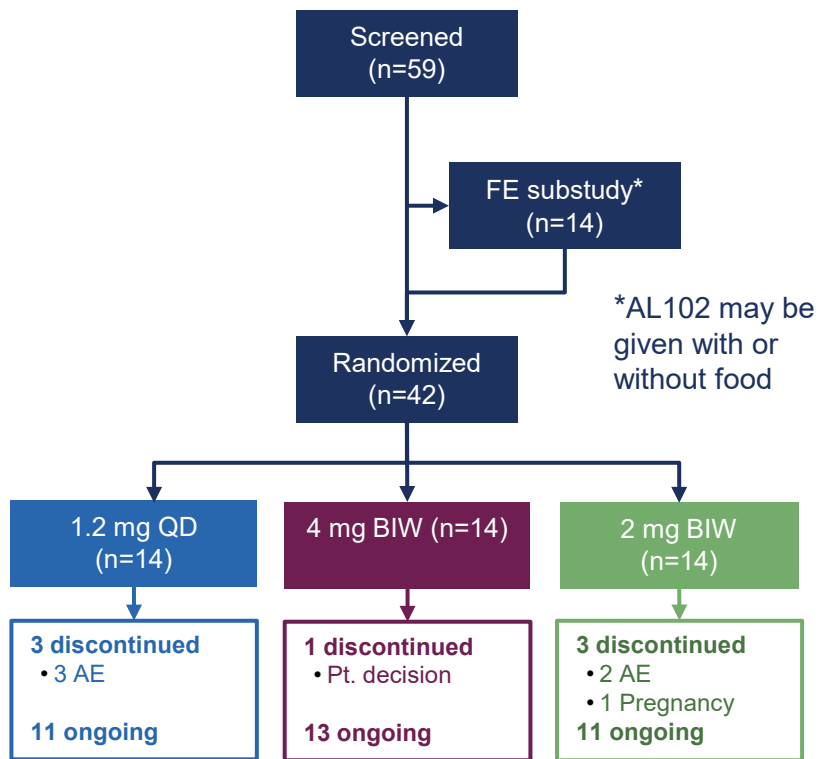 Screened
(n=59)
FE substudy*
(n=14)
*AL102 may be
given with or
without food
Randomized
(n=42)
1.2 mg QD
(n=14)
4 mg BIW (n=14)
2 mg BIW
(n=14)
3 discontinued
• 3 AE
11 ongoing
1 discontinued
• Pt. decision
13 ongoing
3 discontinued
• 2 AE
• 1 Pregnancy
11 ongoing